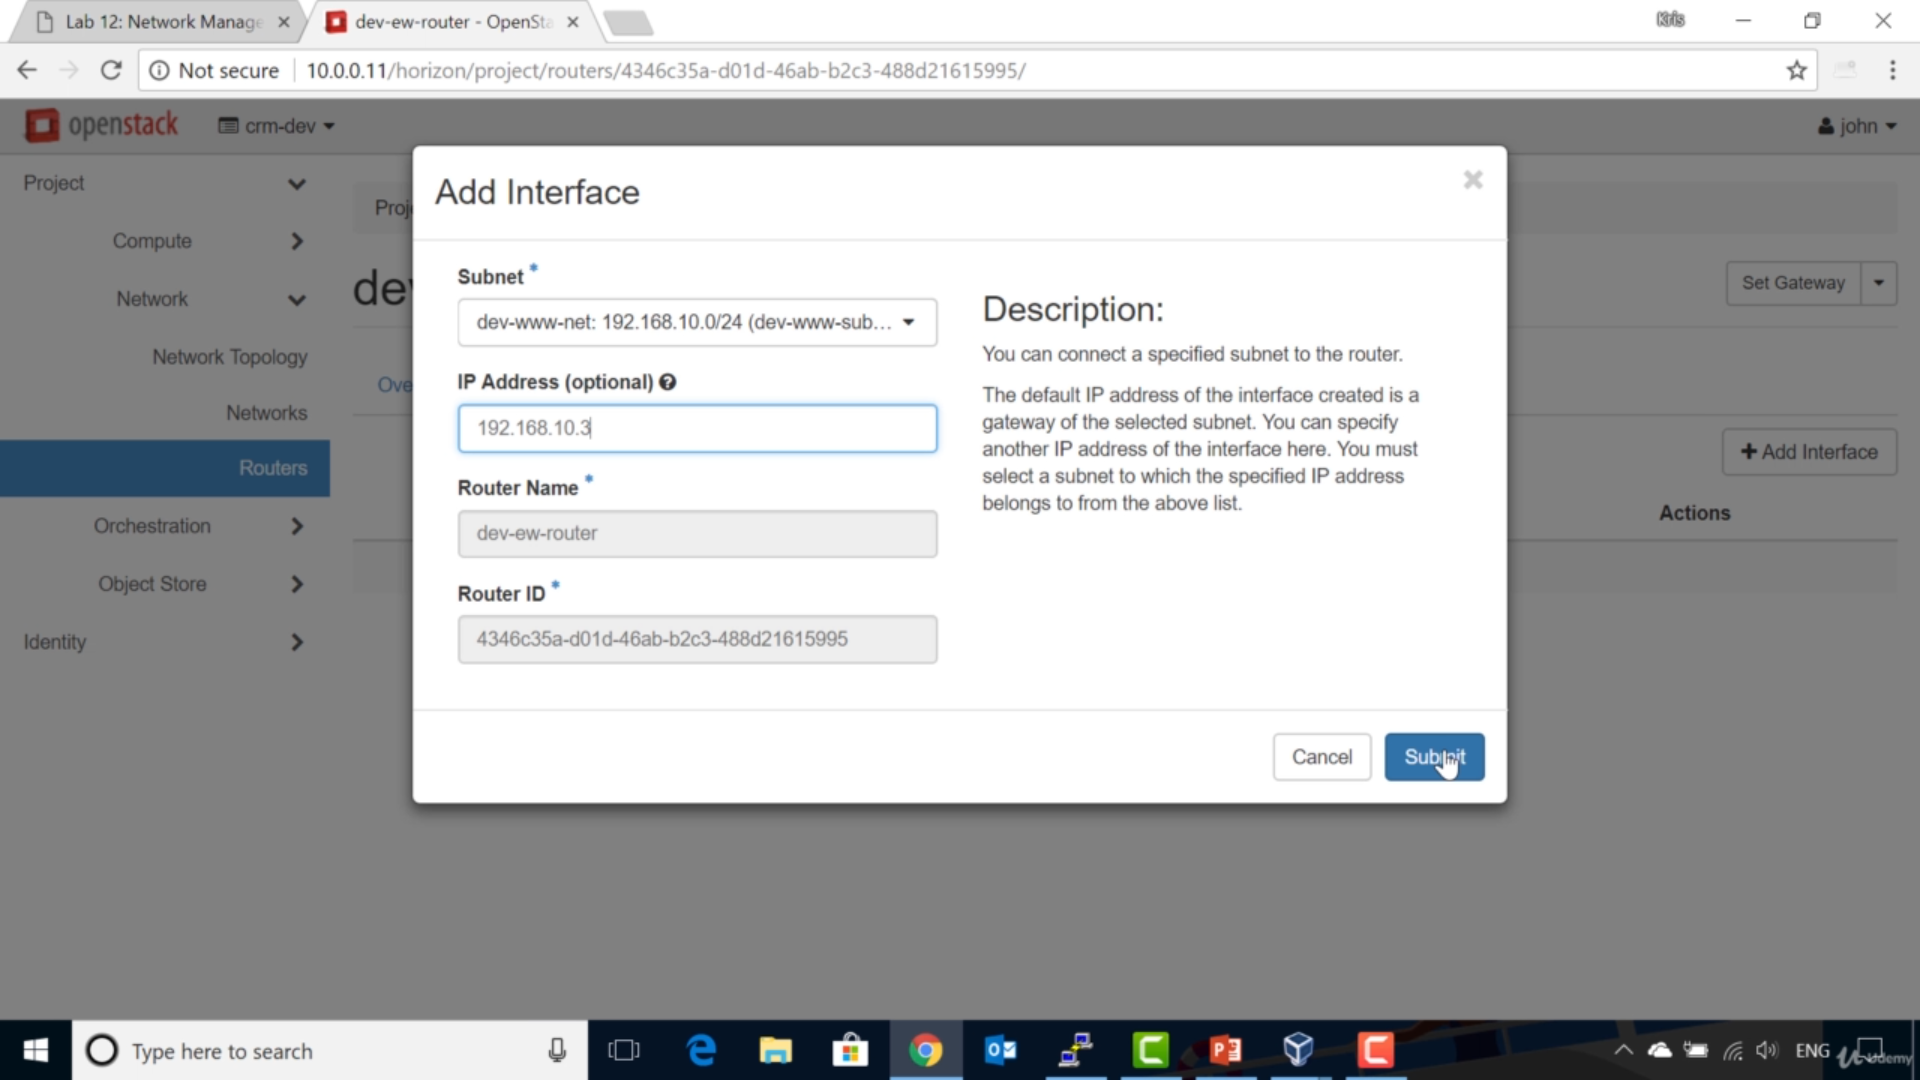 Lab 12: Network Manage
dev-ew-router - OpenSta
Kris
Not secure
10.0.0.11/horizon/project/routers/4346c35a-d01d-46ab-b2c3-488d21615995/
openstack
crm-dev
john
Project
Compute
Network
Network Topology
Networks
Routers
Orchestration
Object Store
Identity
Proj
dev
Ove
Set Gateway
Add Interface
Actions
Add Interface
Subnet *
dev-www-net: 192.168.10.0/24 (dev-www-sub...
IP Address (optional)
192.168.10.3
Router Name *
dev-ew-router
Router ID *
4346c35a-d01d-46ab-b2c3-488d21615995
Description:
You can connect a specified subnet to the router.
The default IP address of the interface created is a
gateway of the selected subnet. You can specify
another IP address of the interface here. You must
select a subnet to which the specified IP address
belongs to from the above list.
Cancel
Submit
Type here to search
ENG
Udemy